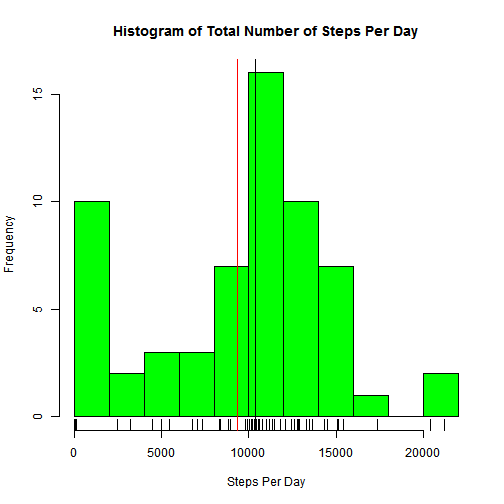 Histogram of Total Number of Steps Per Day
Frequency
15
10
5
0
0 5000 10000 15000 20000
Steps Per Day